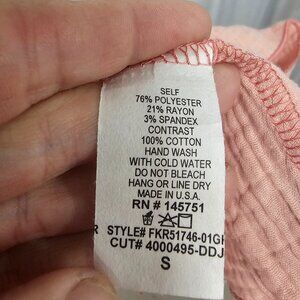 SELF
76% POLYESTER
21% RAYON
3% SPANDEX
CONTRAST
100% COTTON
HAND WASH
WITH COLD WATER
DO NOT BLEACH
HANG OR LINE DRY
MADE IN U.S.A.
RN # 145751
R STYLE# FKR51746-01G
CUT# 4000495-DDJ
S